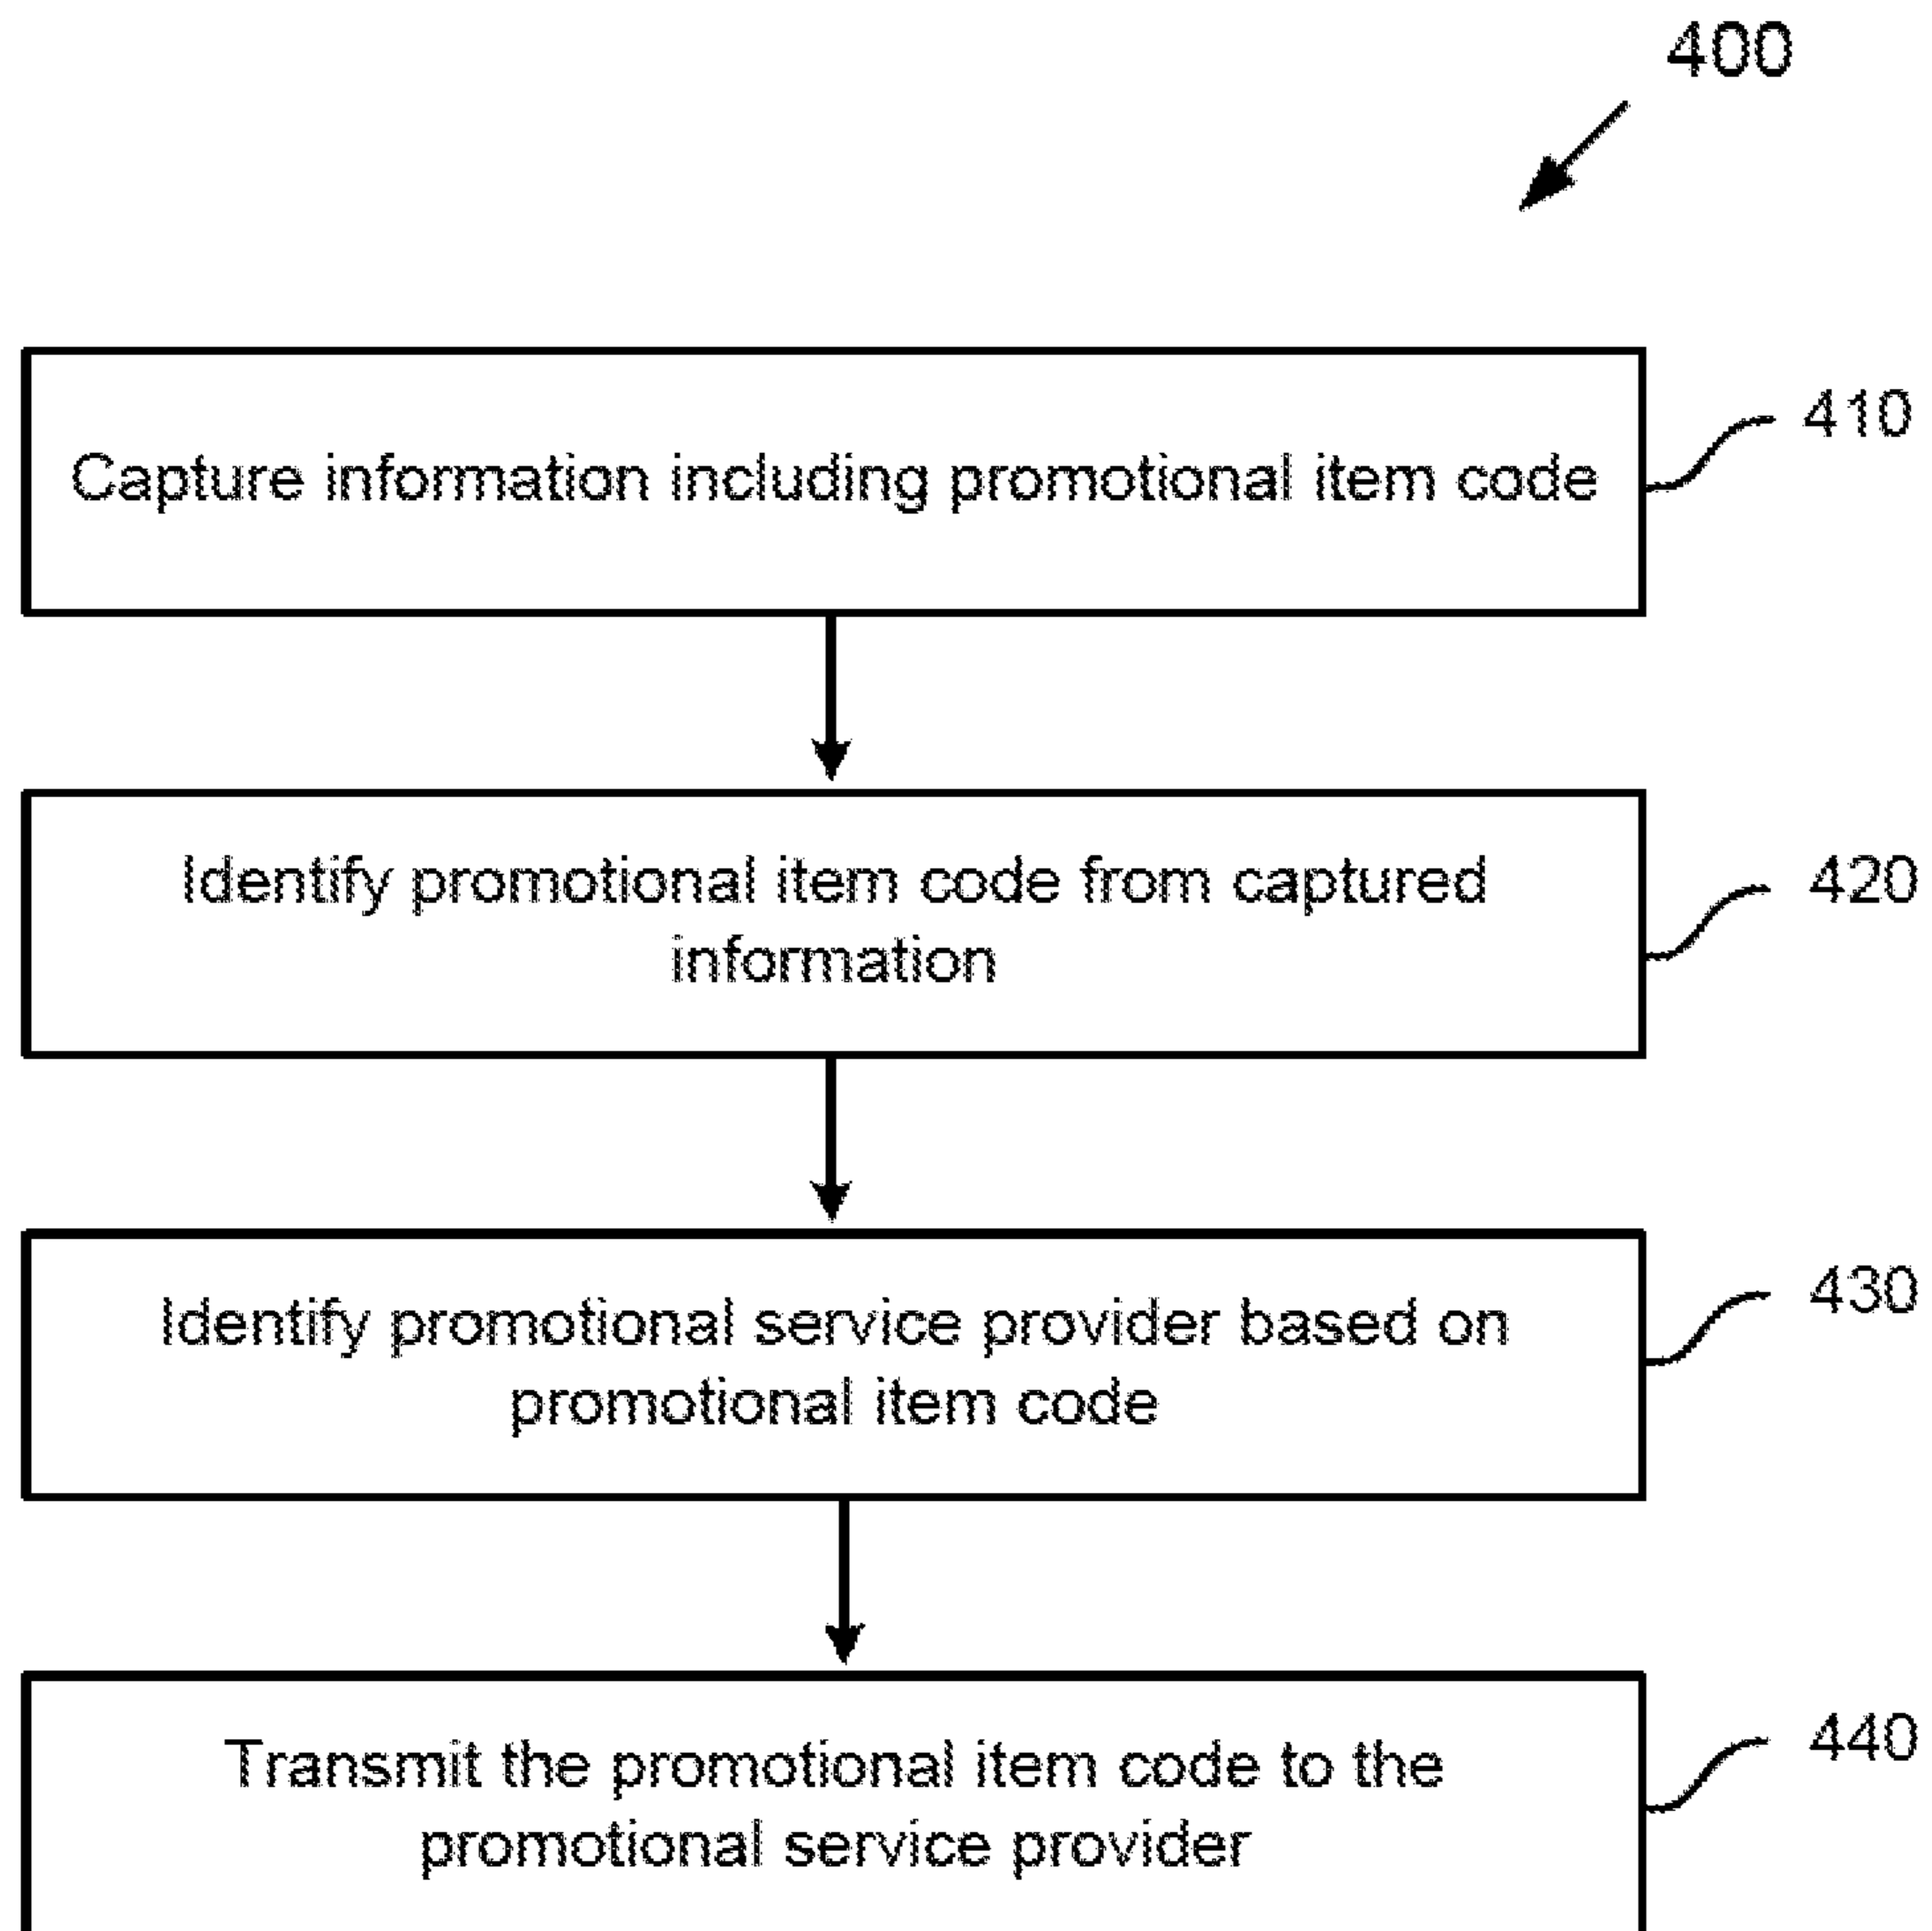 400
Capture information including promotional item code
410
Identify promotional item code from captured
information
420
Identify promotional service provider based on
promotional item code
430
Transmit the promotional item code to the
promotional service provider
440